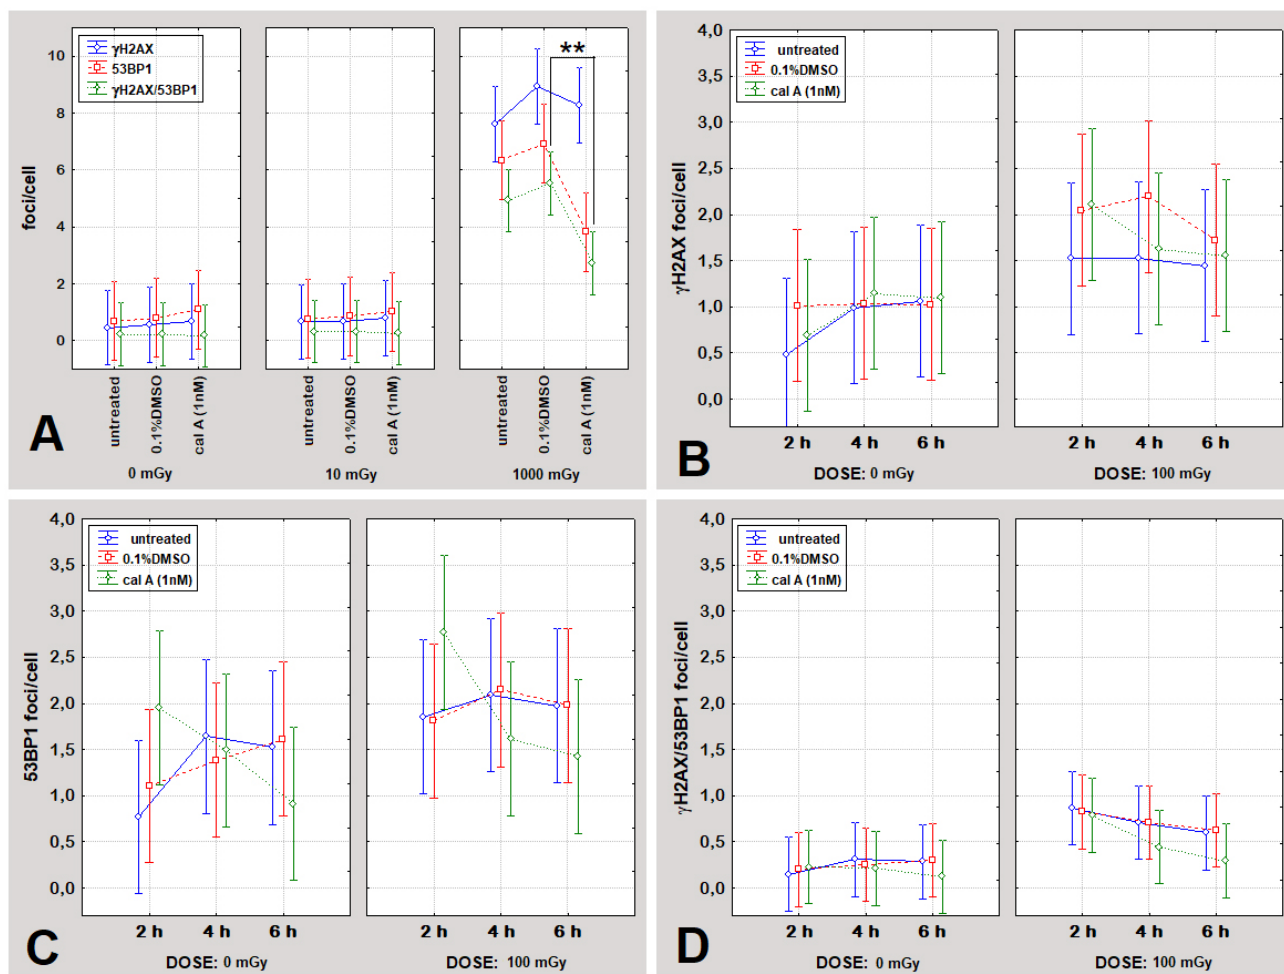 foci/cell
10
8
6
4
2
0
γH2AX
53BP1
γH2AX/53BP1
**
untreated
0.1%DMSO
cal A (1nM)
0 mGy
untreated
0.1%DMSO
cal A (1nM)
10 mGy
untreated
0.1%DMSO
cal A (1nM)
1000 mGy
A
γH2AX foci/cell
4,0
3,5
3,0
2,5
2,0
1,5
1,0
0,5
0,0
untreated
0.1%DMSO
cal A (1nM)
2 h 4 h 6 h
DOSE: 0 mGy
2 h 4 h 6 h
DOSE: 100 mGy
B
53BP1 foci/cell
4,0
3,5
3,0
2,5
2,0
1,5
1,0
0,5
0,0
untreated
0.1%DMSO
cal A (1nM)
2 h 4 h 6 h
DOSE: 0 mGy
2 h 4 h 6 h
DOSE: 100 mGy
C
γH2AX/53BP1 foci/cell
4,0
3,5
3,0
2,5
2,0
1,5
1,0
0,5
0,0
untreated
0.1%DMSO
cal A (1nM)
2 h 4 h 6 h
DOSE: 0 mGy
2 h 4 h 6 h
DOSE: 100 mGy
D